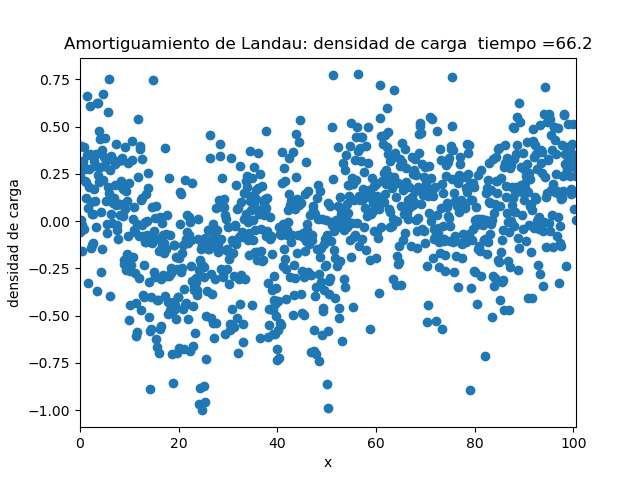 Amortiguamiento de Landau: densidad de carga  tiempo =66.2
densidad de carga
0.75
0.50
0.25
0.00
−0.25
−0.50
−0.75
−1.00
0 20 40 60 80 100
x